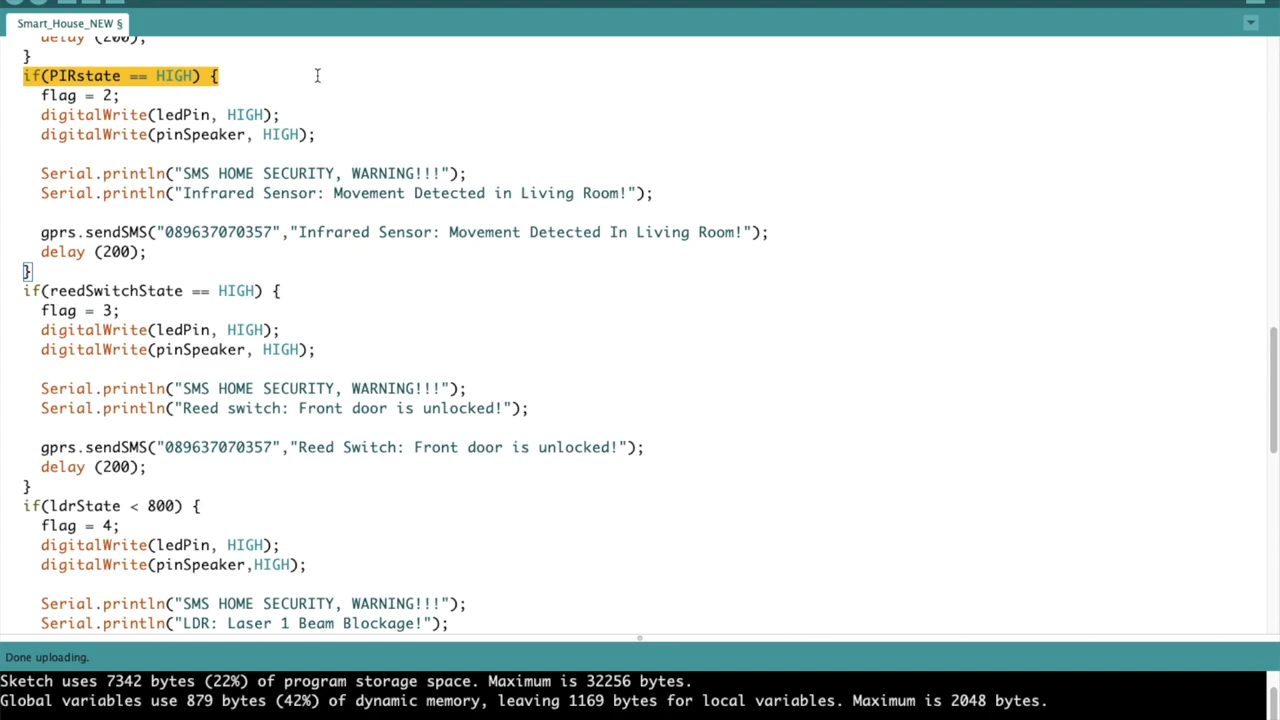 Smart_House_NEW §
delay (200);
}
if(PIRstate == HIGH) {
flag = 2;
digitalWrite(ledPin, HIGH);
digitalWrite(pinSpeaker, HIGH);
Serial.println("SMS HOME SECURITY, WARNING!!!");
Serial.println("Infrared Sensor: Movement Detected in Living Room!");
gprs.sendSMS("089637070357","Infrared Sensor: Movement Detected In Living Room!");
delay (200);
}
if(reedSwitchState == HIGH) {
flag = 3;
digitalWrite(ledPin, HIGH);
digitalWrite(pinSpeaker, HIGH);
Serial.println("SMS HOME SECURITY, WARNING!!!");
Serial.println("Reed switch: Front door is unlocked!");
gprs.sendSMS("089637070357","Reed Switch: Front door is unlocked!");
delay (200);
}
if(ldrState < 800) {
flag = 4;
digitalWrite(ledPin, HIGH);
digitalWrite(pinSpeaker,HIGH);
Serial.println("SMS HOME SECURITY, WARNING!!!");
Serial.println("LDR: Laser 1 Beam Blockage!");
Done uploading.
Sketch uses 7342 bytes (22%) of program storage space. Maximum is 32256 bytes.
Global variables use 879 bytes (42%) of dynamic memory, leaving 1169 bytes for local variables. Maximum is 2048 bytes.